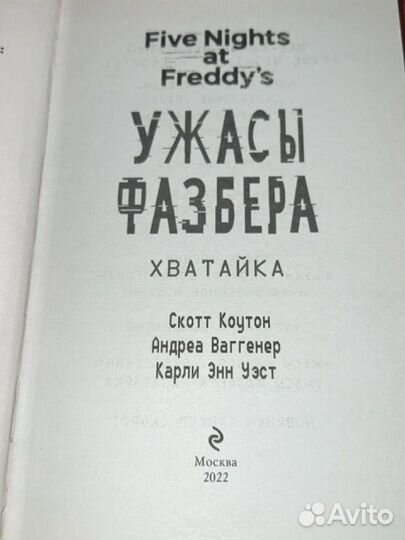 Five Nights
at
Freddy's
УЖАСЫ
ФАЗБЕРА
ХВАТАЙКА
Скотт Коутон
Андреа Ваггенер
Карли Энн Уэст
Москва
2022
Avito